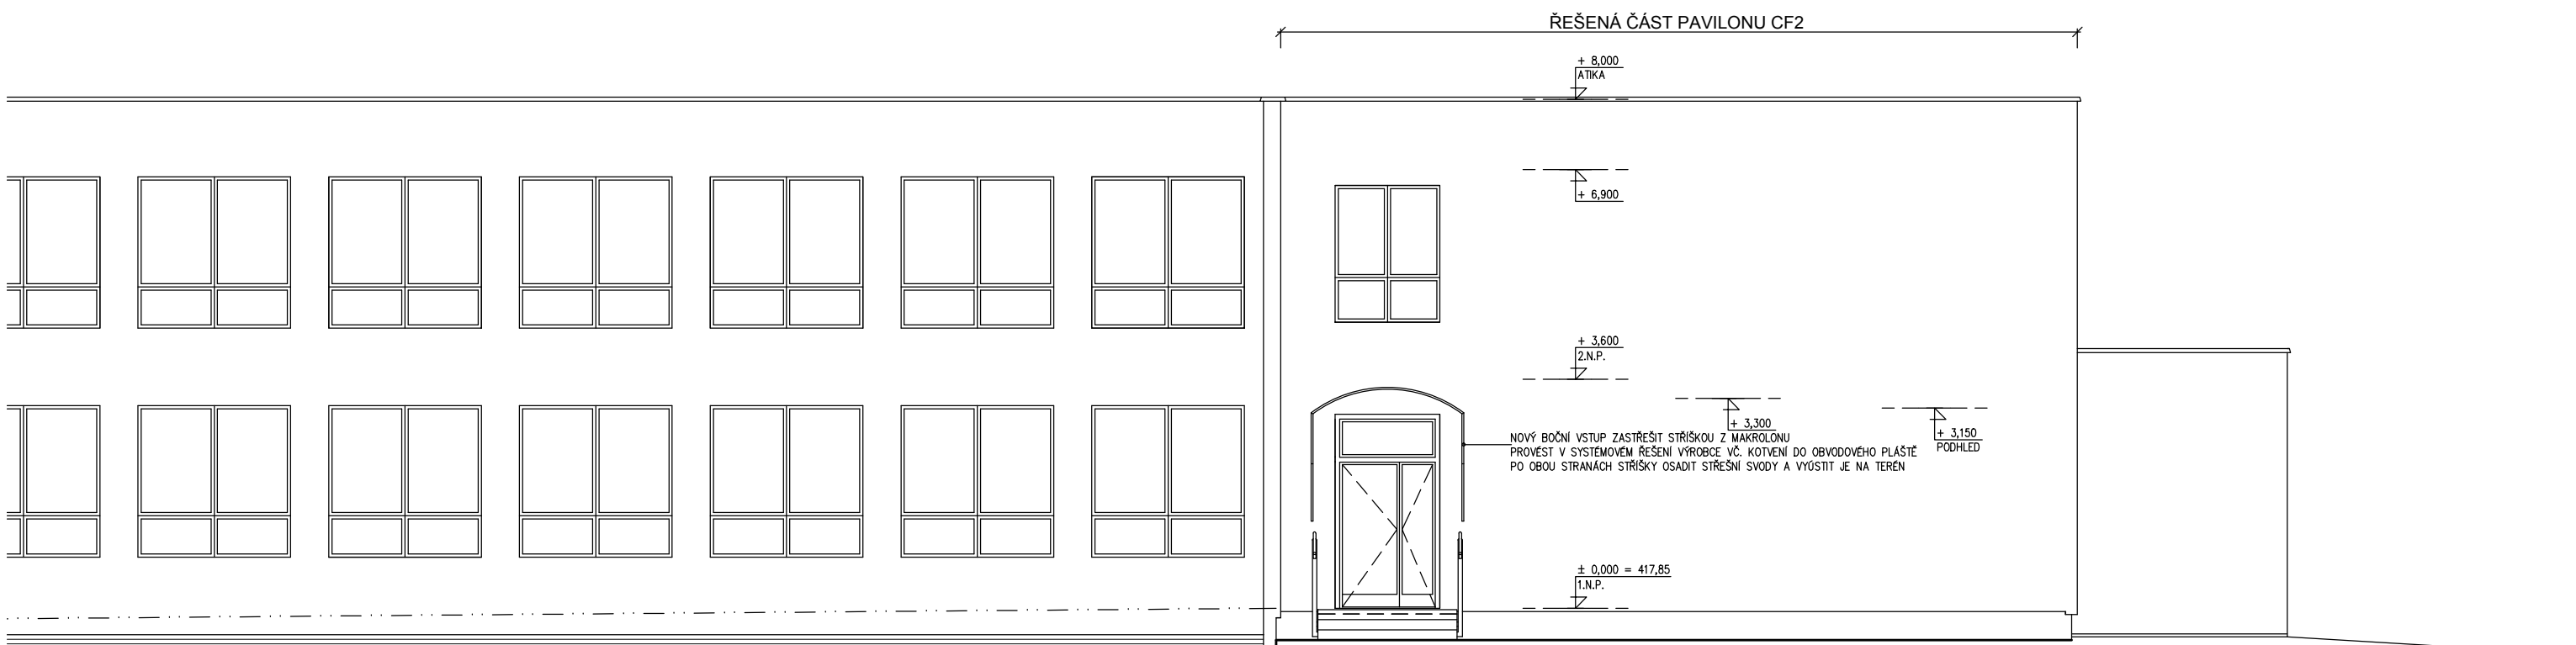 ŘEŠENÁ ČÁST PAVILONU CF2
+ 8,000
ATIKA
+ 6,900
+ 3,600
2.N.P.
+ 3,300
+ 3,150
PODHLED
NOVÝ BOČNÍ VSTUP ZASTŘEŠIT STŘÍŠKOU Z MAKROLONU
PROVÉST V SYSTÉMOVÉM ŘEŠENÍ VÝROBCE VČ. KOTVENÍ DO OBVODOVÉHO PLÁŠTĚ
PO OBOU STRANÁCH STŘÍŠKY OSADIT STŘEŠNÍ SVODY A VYÚSTIT JE NA TERÉN
± 0,000 = 417,85
1.N.P.